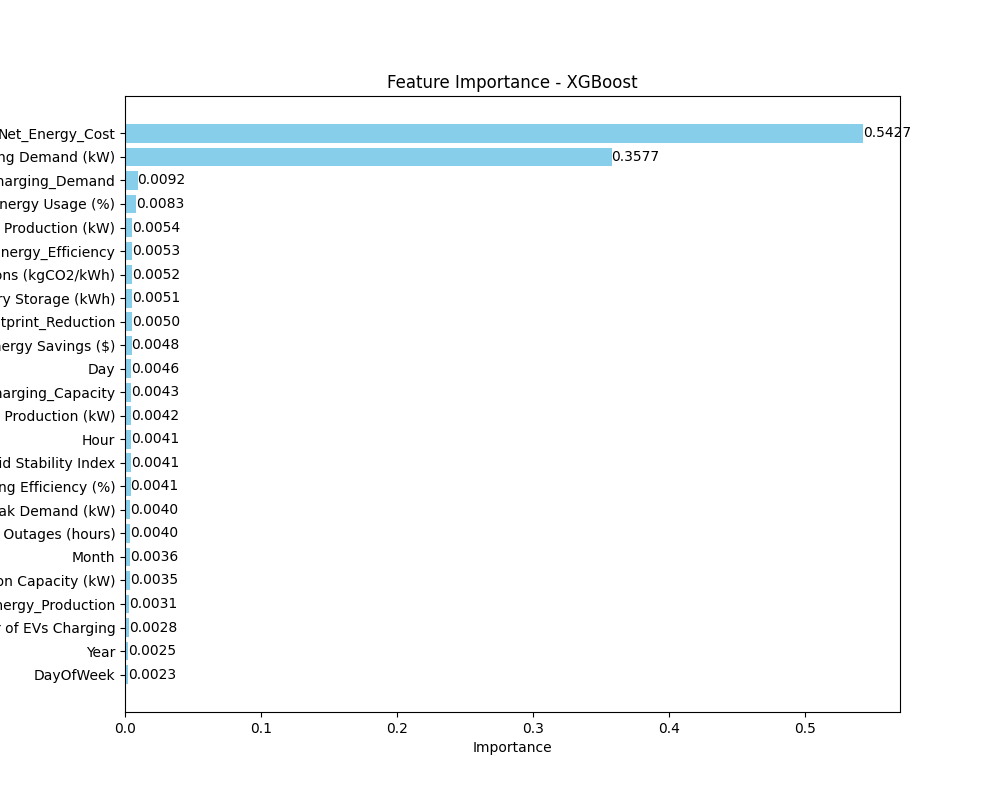 Feature Importance - XGBoost
Net_Energy_Cost 0.5427
ng Demand (kW) 0.3577
harging_Demand 0.0092
nergy Usage (%) 0.0083
Production (kW) 0.0054
nergy_Efficiency 0.0053
ons (kgCO2/kWh) 0.0052
ry Storage (kWh) 0.0051
tprint_Reduction 0.0050
nergy Savings ($) 0.0048
Day 0.0046
harging_Capacity 0.0043
Production (kW) 0.0042
Hour 0.0041
id Stability Index 0.0041
ng Efficiency (%) 0.0041
ak Demand (kW) 0.0040
Outages (hours) 0.0040
Month 0.0036
on Capacity (kW) 0.0035
nergy_Production 0.0031
of EVs Charging 0.0028
Year 0.0025
DayOfWeek 0.0023
0.0 0.1 0.2 0.3 0.4 0.5
Importance